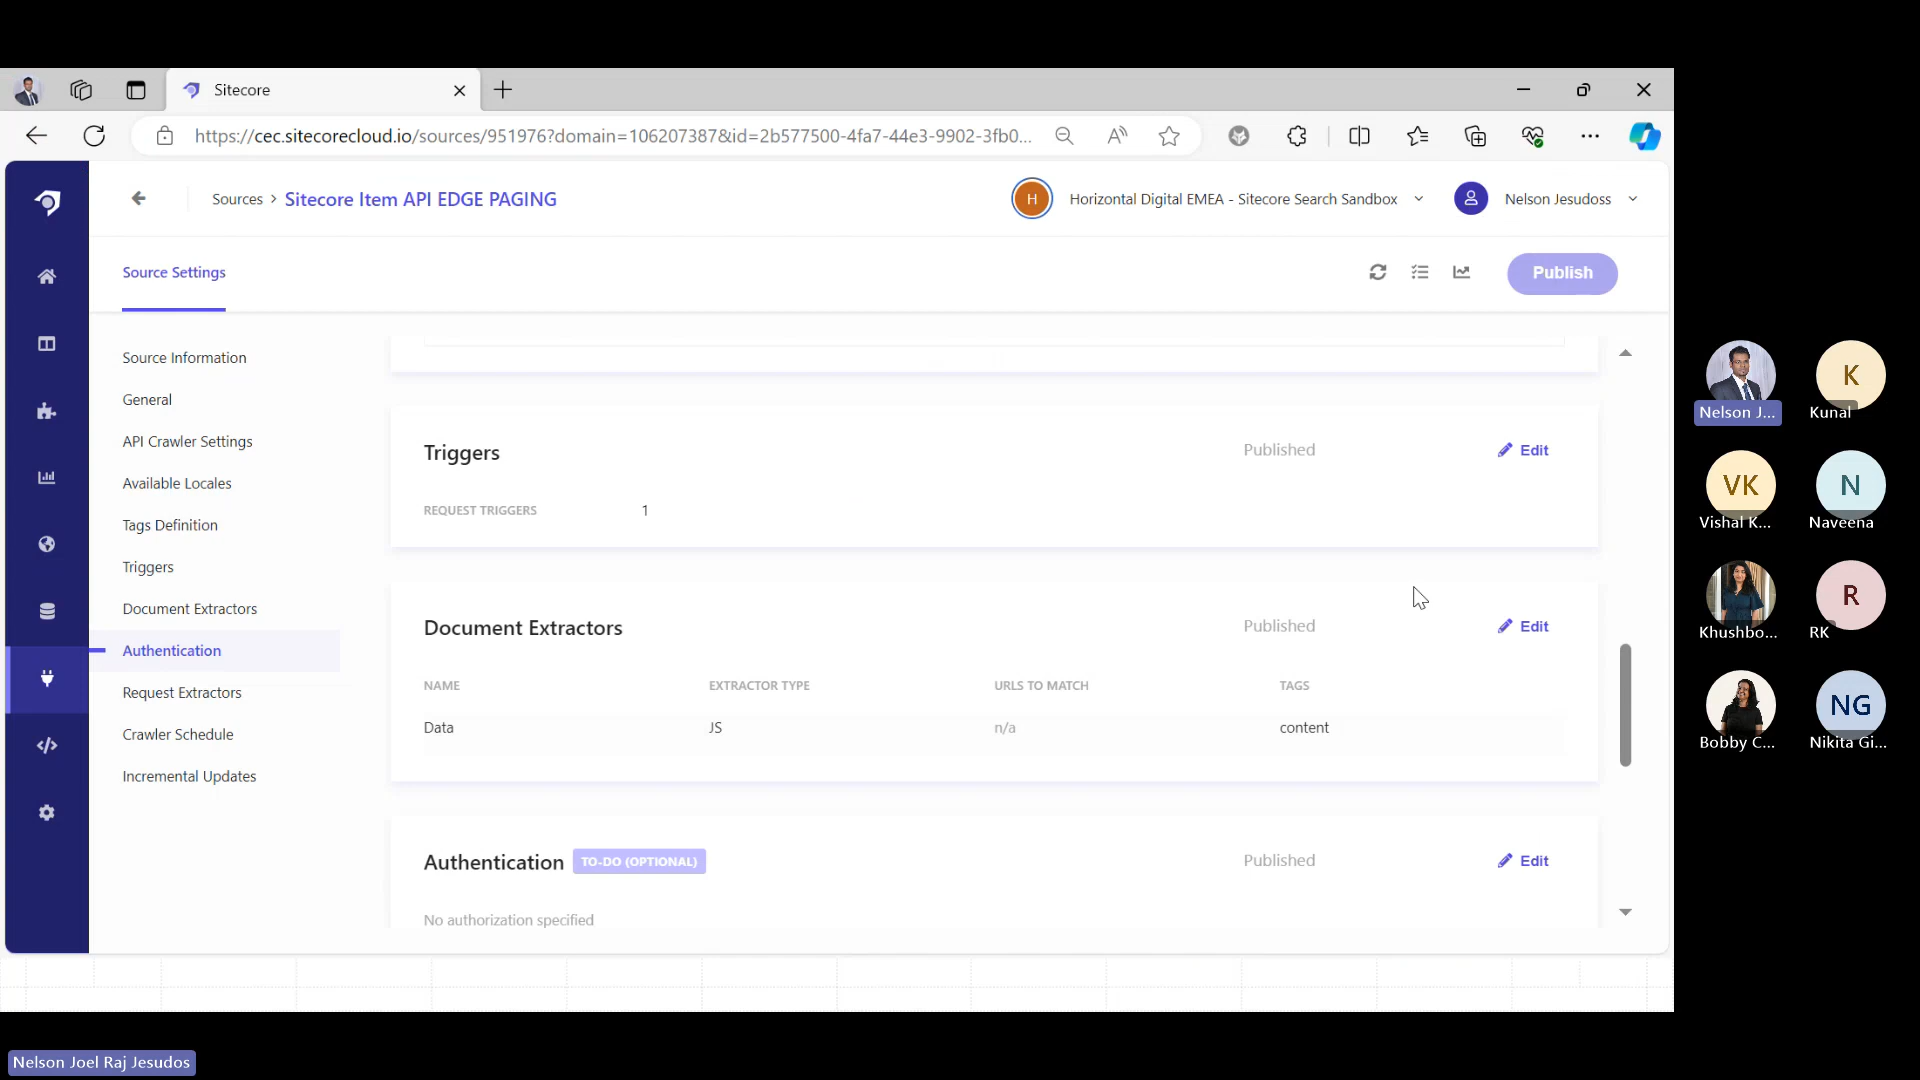 Sitecore
https://cec.sitecorecloud.io/sources/951976?domain=106207387&id=2b577500-4fa7-44e3-9902-3fb0...
Sources > Sitecore Item API EDGE PAGING
H
Horizontal Digital EMEA - Sitecore Search Sandbox
Nelson Jesudoss
Source Settings
Publish
Source Information
General
API Crawler Settings
Available Locales
Tags Definition
Triggers
Document Extractors
Authentication
Request Extractors
Crawler Schedule
Incremental Updates
Triggers
Published
Edit
REQUEST TRIGGERS 1
Document Extractors
Published
Edit
NAME EXTRACTOR TYPE URLS TO MATCH TAGS
Data JS n/a content
Authentication TO-DO (OPTIONAL)
Published
Edit
No authorization specified
Nelson J...
K
Kunal
VK
Vishal K...
N
Naveena
Khushbo...
R
RK
Bobby C...
NG
Nikita Gi...
Nelson Joel Raj Jesudos